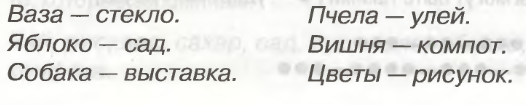 Ваза — стекло. Пчела — улей.
Яблоко — сад. Вишня — компот.
Собака — выставка. Цветы — рисунок.